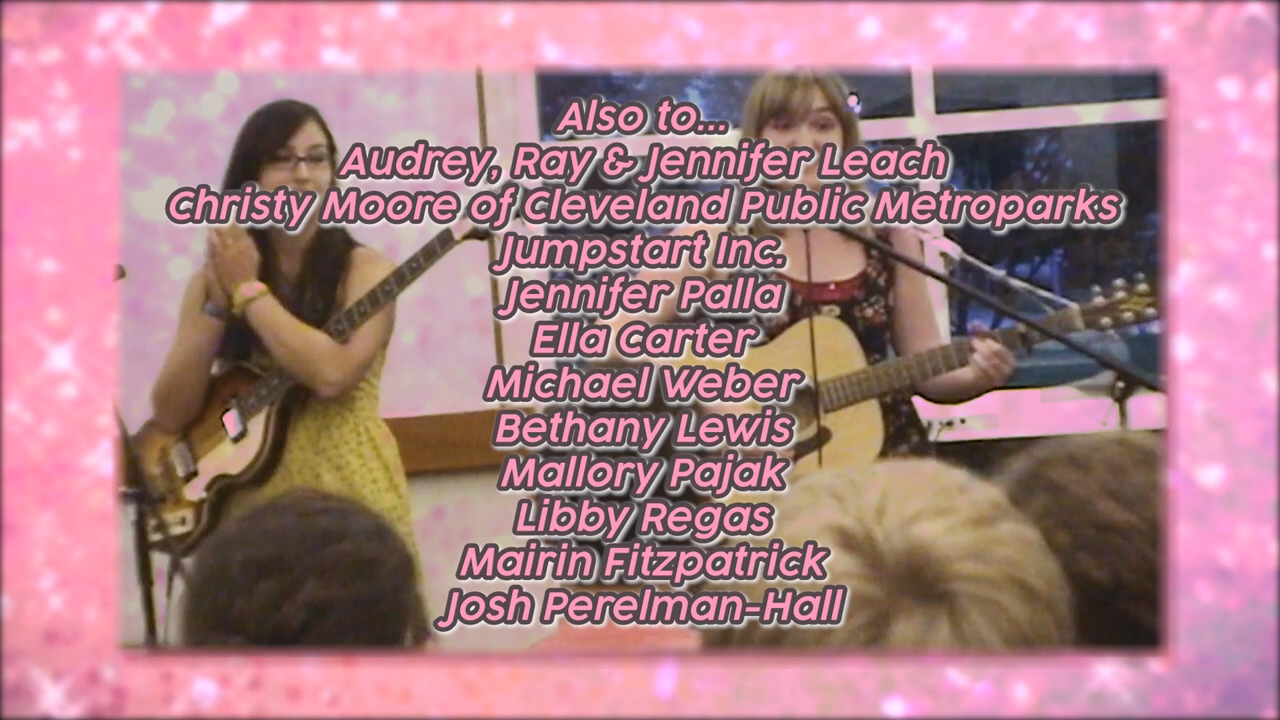 Also to...
Audrey, Ray & Jennifer Leach
Christy Moore of Cleveland Public Metroparks
Jumpstart Inc.
Jennifer Palla
Ella Carter
Michael Weber
Bethany Lewis
Mallory Pajak
Libby Regas
Mairin Fitzpatrick
Josh Perelman-Hall